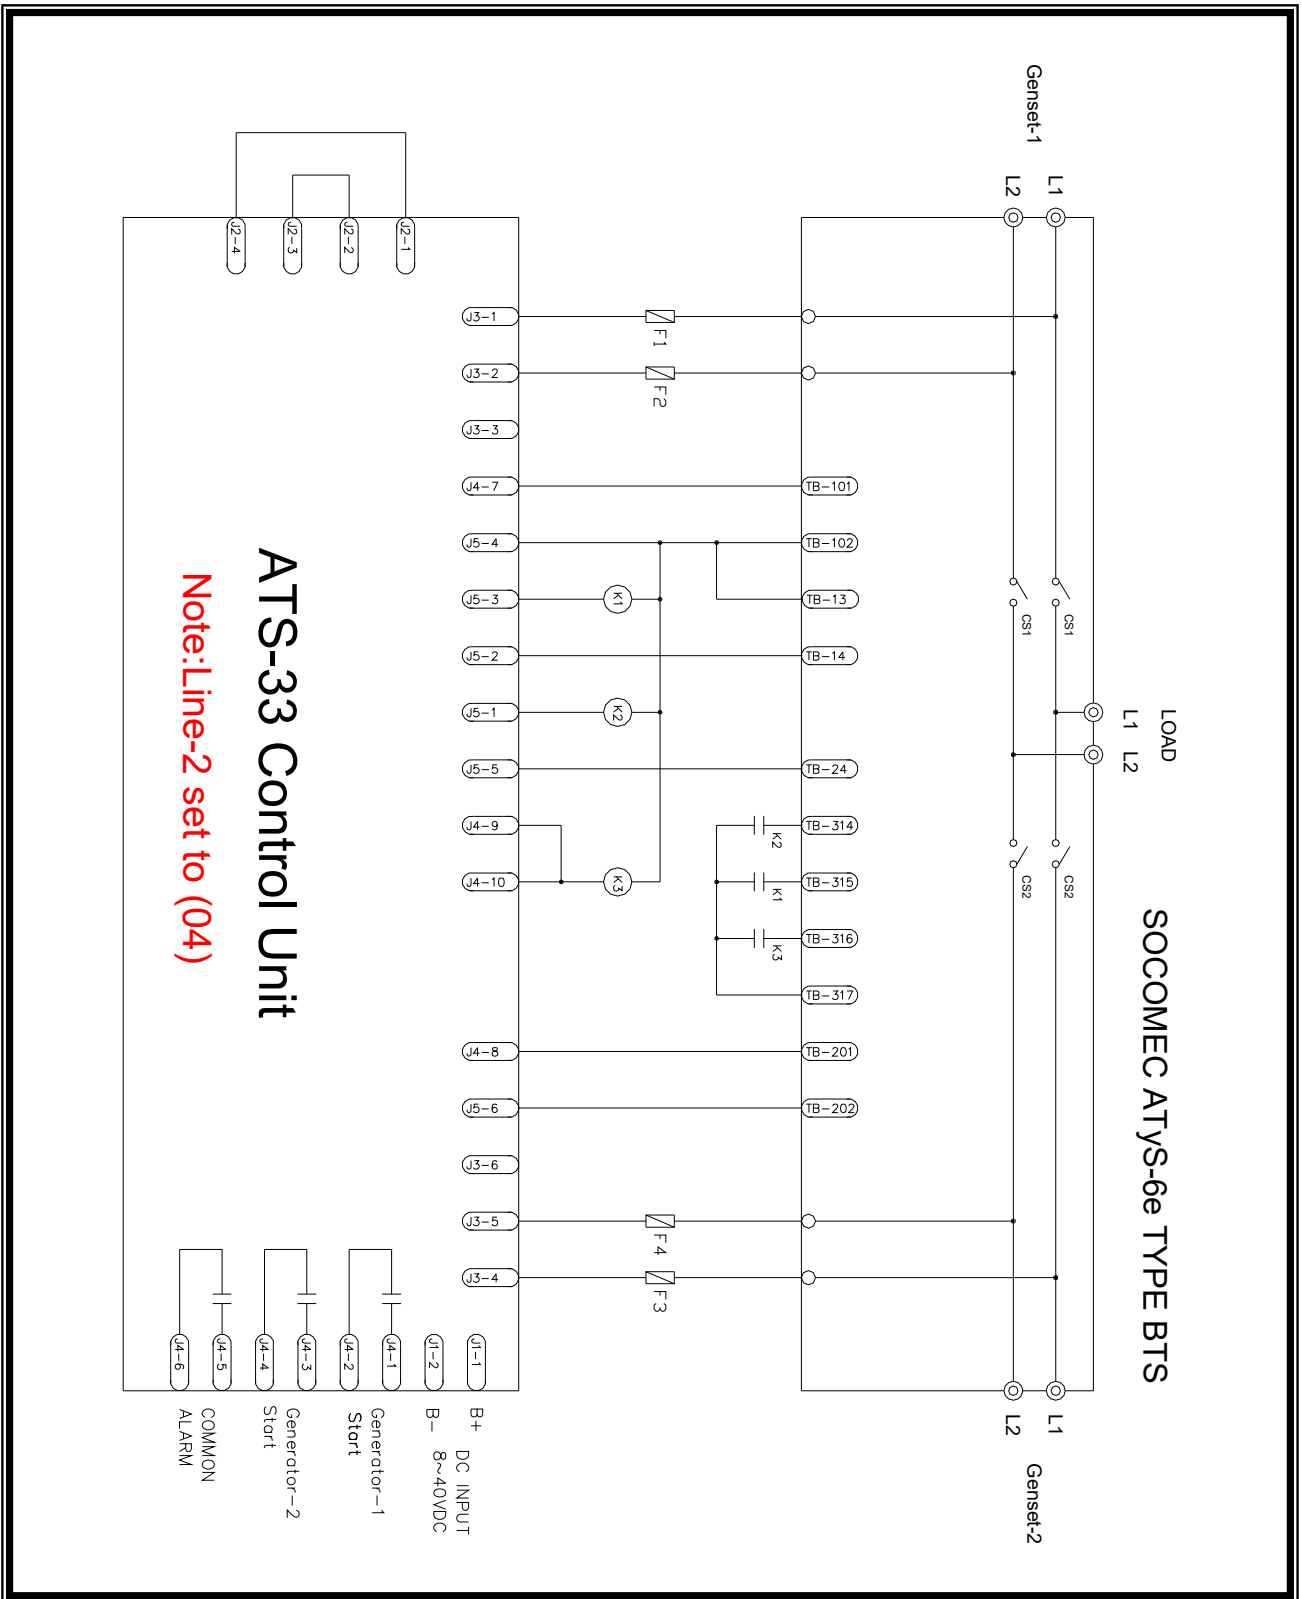 SOCOMEC ATyS-6e TYPE BTS
LOAD
L1 L2
Genset-1
L1
L2
CS1
CS1
CS2
CS2
L1
L2
Genset-2
TB-101
TB-102
TB-13
TB-14
TB-24
TB-314
TB-315
TB-316
TB-317
TB-201
TB-202
K2
K1
K3
F1
F2
K1
K2
K3
F4
F3
J3-1
J3-2
J3-3
J4-7
J5-4
J5-3
J5-2
J5-1
J5-5
J4-9
J4-10
J4-8
J5-6
J3-6
J3-5
J3-4
J2-1
J2-2
J2-3
J2-4
ATS-33 Control Unit
Note:Line-2 set to (04)
J1-1
J1-2
J4-1
J4-2
J4-3
J4-4
J4-5
J4-6
B+
B-
DC INPUT
8~40VDC
Generator-1
Start
Generator-2
Start
COMMON
ALARM